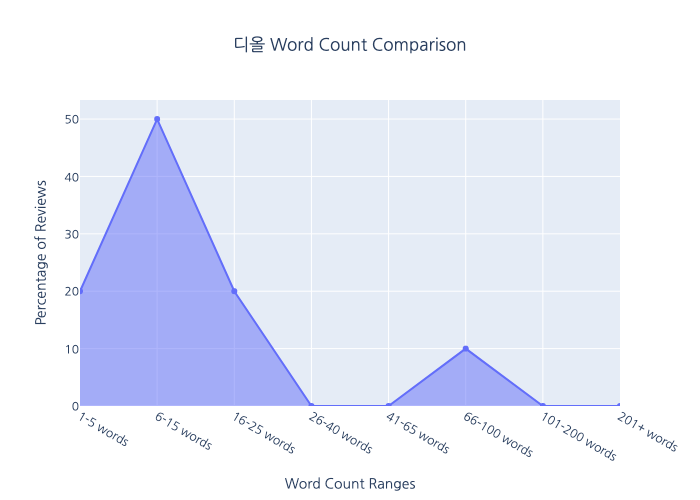 디올 Word Count Comparison
Percentage of Reviews
50
40
30
20
10
0
1-5 words
6-15 words
16-25 words
26-40 words
41-65 words
66-100 words
101-200 words
201+ words
Word Count Ranges